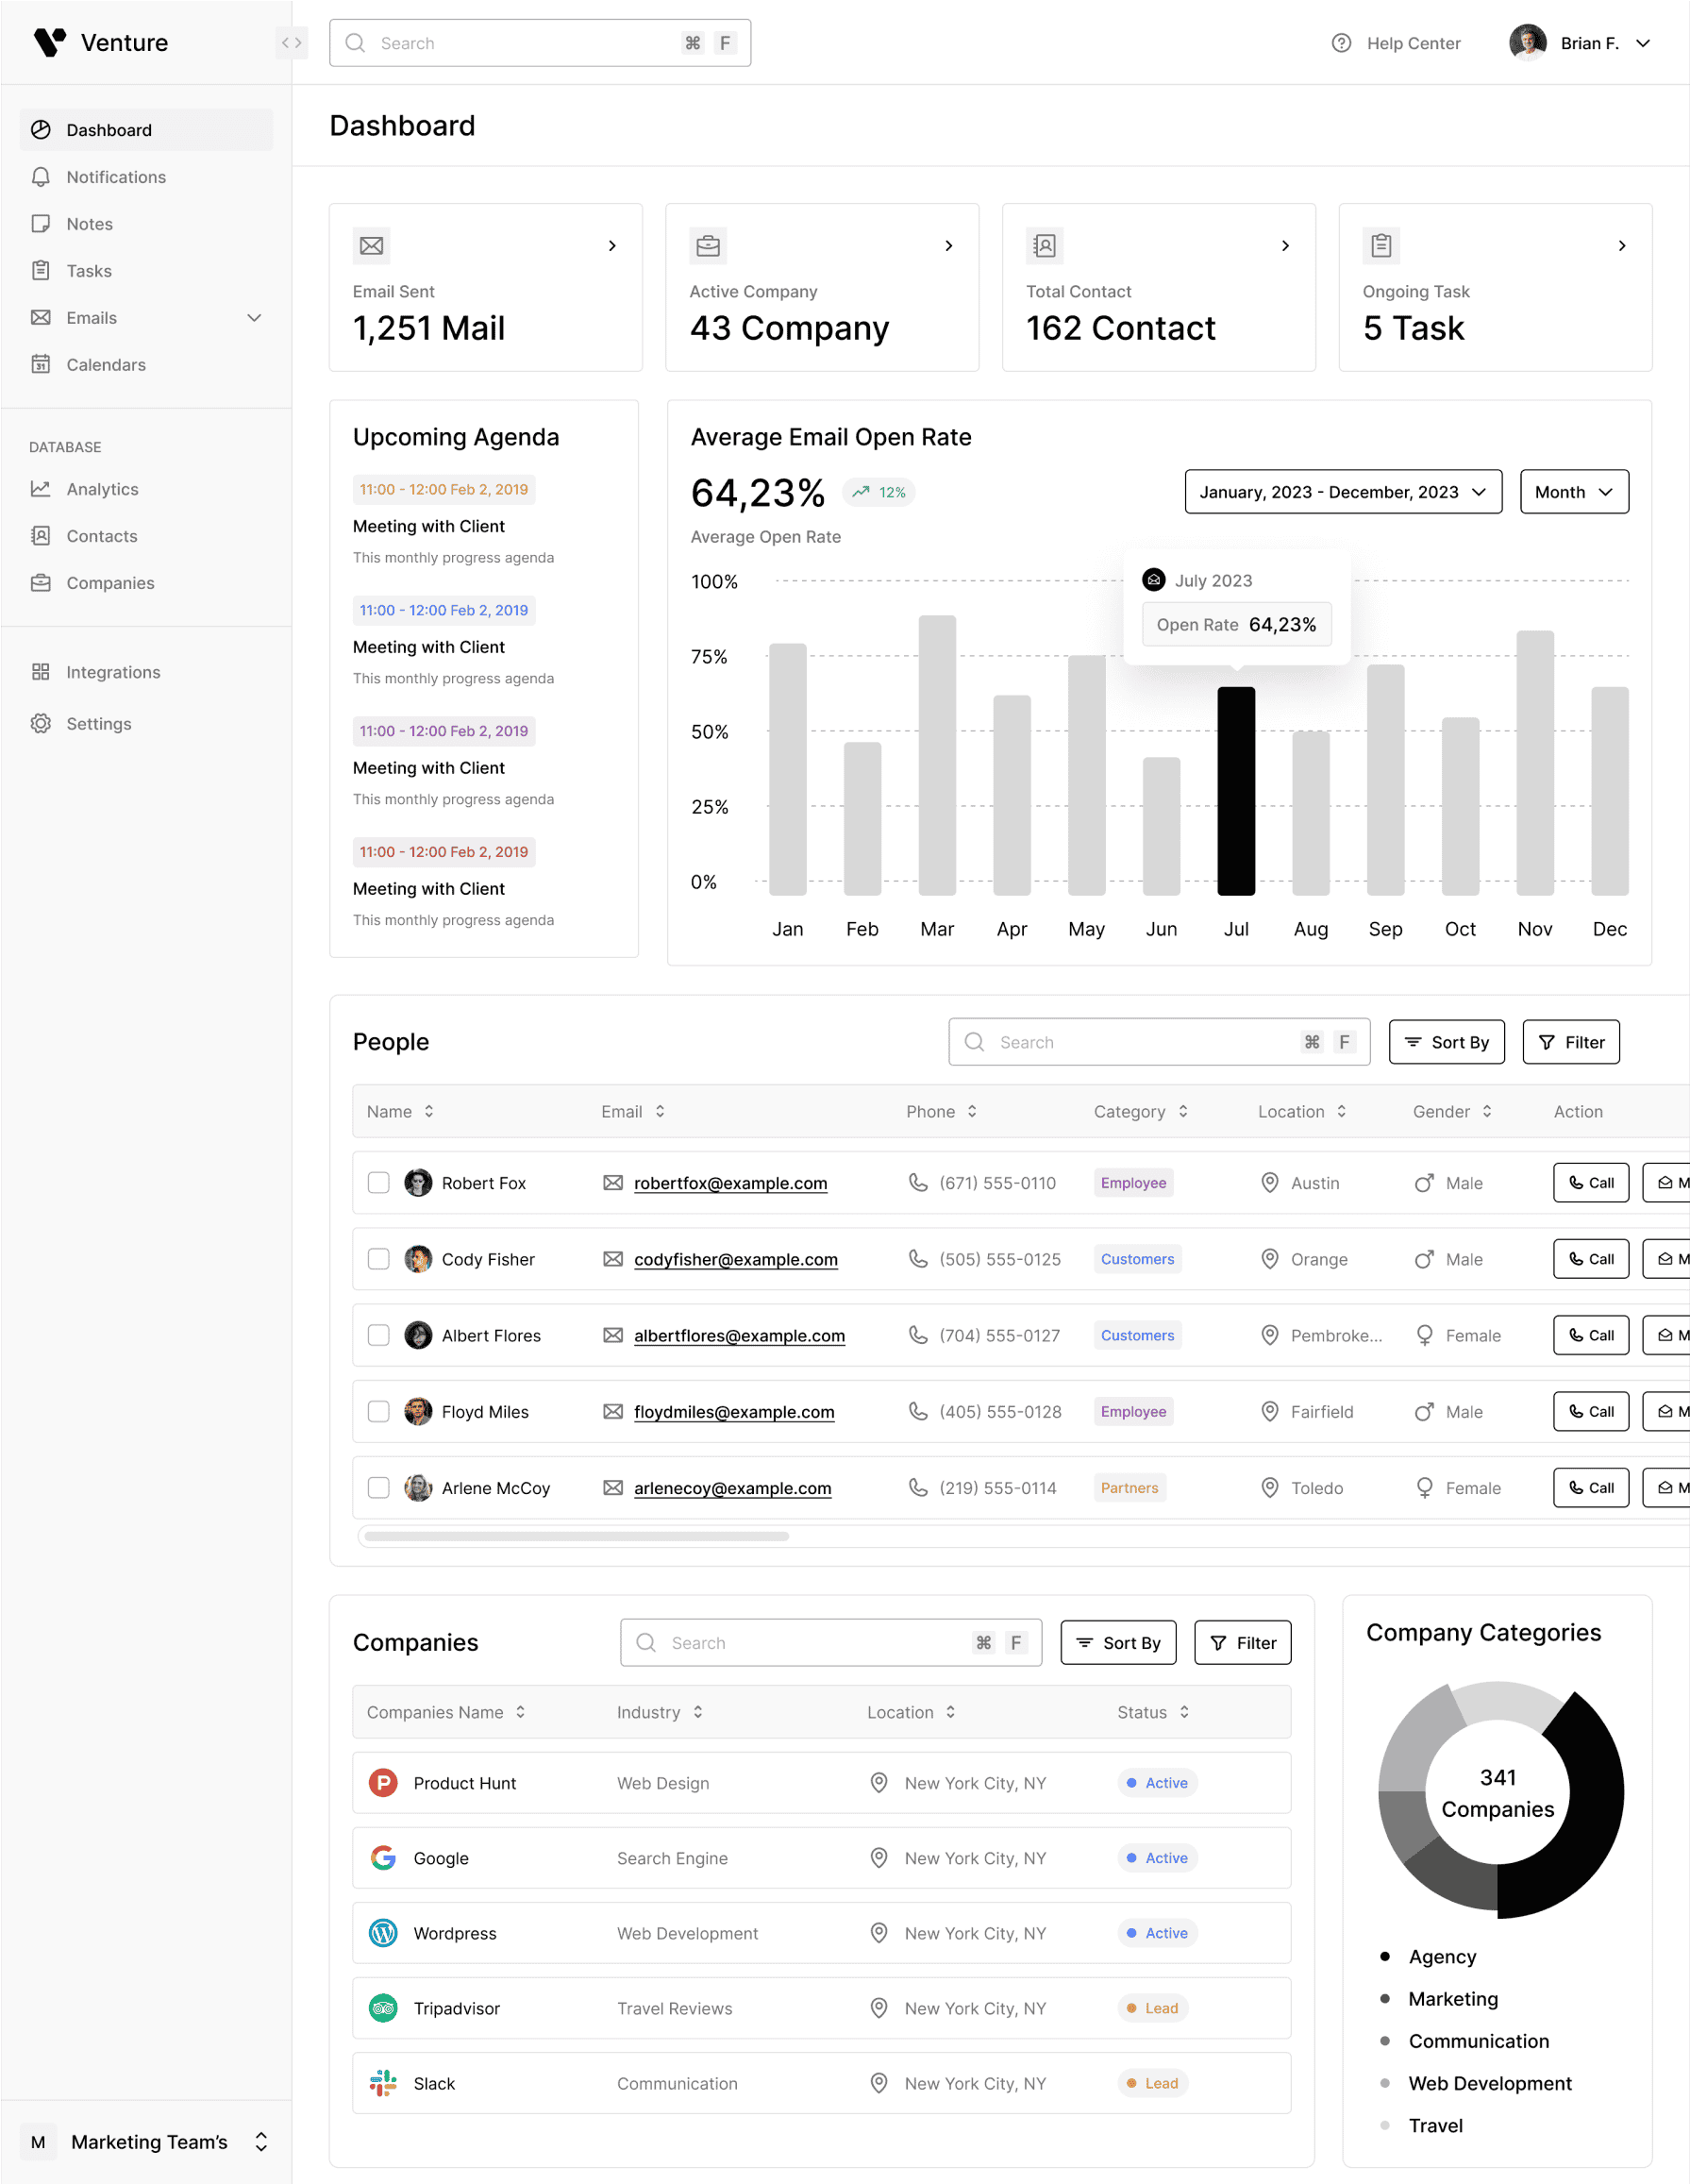 Venture
Search ⌘ F
Help Center
Brian F.
Dashboard
Notifications
Notes
Tasks
Emails
Calendars
DATABASE
Analytics
Contacts
Companies
Integrations
Settings
M Marketing Team’s
Dashboard
Email Sent
1,251 Mail
Active Company
43 Company
Total Contact
162 Contact
Ongoing Task
5 Task
Upcoming Agenda
11:00 - 12:00 Feb 2, 2019
Meeting with Client
This monthly progress agenda
11:00 - 12:00 Feb 2, 2019
Meeting with Client
This monthly progress agenda
11:00 - 12:00 Feb 2, 2019
Meeting with Client
This monthly progress agenda
11:00 - 12:00 Feb 2, 2019
Meeting with Client
This monthly progress agenda
Average Email Open Rate
64,23% 12%
Average Open Rate
January, 2023 - December, 2023
Month
July 2023
Open Rate 64,23%
100%
75%
50%
25%
0%
Jan Feb Mar Apr May Jun Jul Aug Sep Oct Nov Dec
People
Search ⌘ F
Sort By
Filter
Name Email Phone Category Location Gender Action
Robert Fox robertfox@example.com (671) 555-0110 Employee Austin Male Call M
Cody Fisher codyfisher@example.com (505) 555-0125 Customers Orange Male Call M
Albert Flores albertflores@example.com (704) 555-0127 Customers Pembroke... Female Call M
Floyd Miles floydmiles@example.com (405) 555-0128 Employee Fairfield Male Call M
Arlene McCoy arlenecoy@example.com (219) 555-0114 Partners Toledo Female Call M
Companies
Search ⌘ F
Sort By
Filter
Companies Name Industry Location Status
Product Hunt Web Design New York City, NY Active
Google Search Engine New York City, NY Active
Wordpress Web Development New York City, NY Active
Tripadvisor Travel Reviews New York City, NY Lead
Slack Communication New York City, NY Lead
Company Categories
341
Companies
Agency
Marketing
Communication
Web Development
Travel